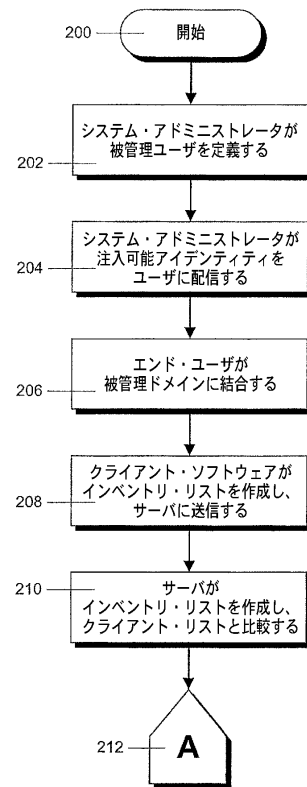 200
開始
システム・アドミニストレータが
被管理ユーザを定義する
202
システム・アドミニストレータが
注入可能アイデンティティを
ユーザに配信する
204
エンド・ユーザが
被管理ドメインに結合する
206
クライアント・ソフトウェアが
インベントリ・リストを作成し、
サーバに送信する
208
210
サーバが
インベントリ・リストを作成し、
クライアント・リストと比較する
212
A